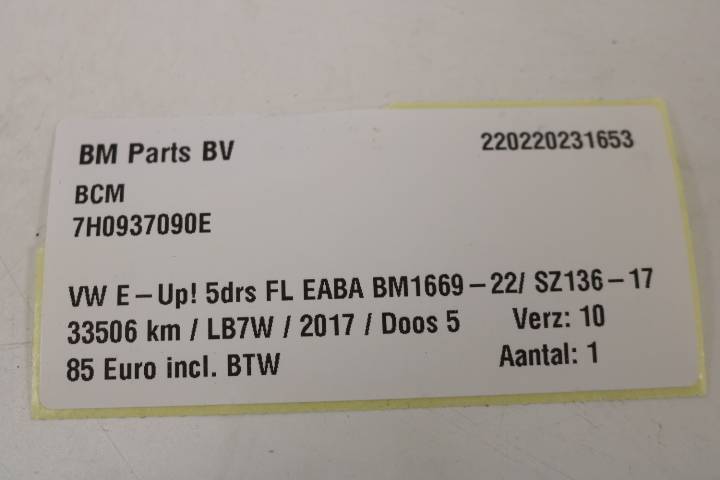 BM Parts BV 220220231653
BCM
7H0937090E
VW E-Up! 5drs FL EABA BM1669-22/ SZ136-17
33506 km / LB7W / 2017 / Doos 5 Verz: 10
85 Euro incl. BTW Aantal: 1